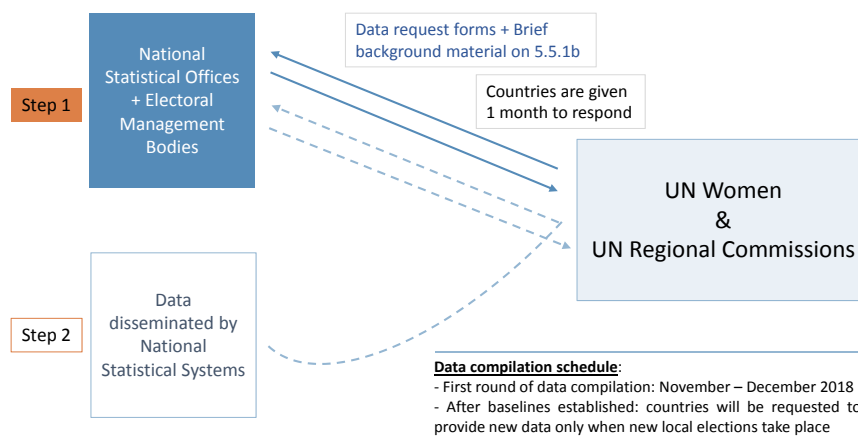 Step 1
National
Statistical Offices
+ Electoral
Management
Bodies
Data request forms + Brief
background material on 5.5.1b
Countries are given
1 month to respond
UN Women
&
UN Regional Commissions
Step 2
Data
disseminated by
National
Statistical Systems
Data compilation schedule:
- First round of data compilation: November – December 2018
- After baselines established: countries will be requested to
provide new data only when new local elections take place